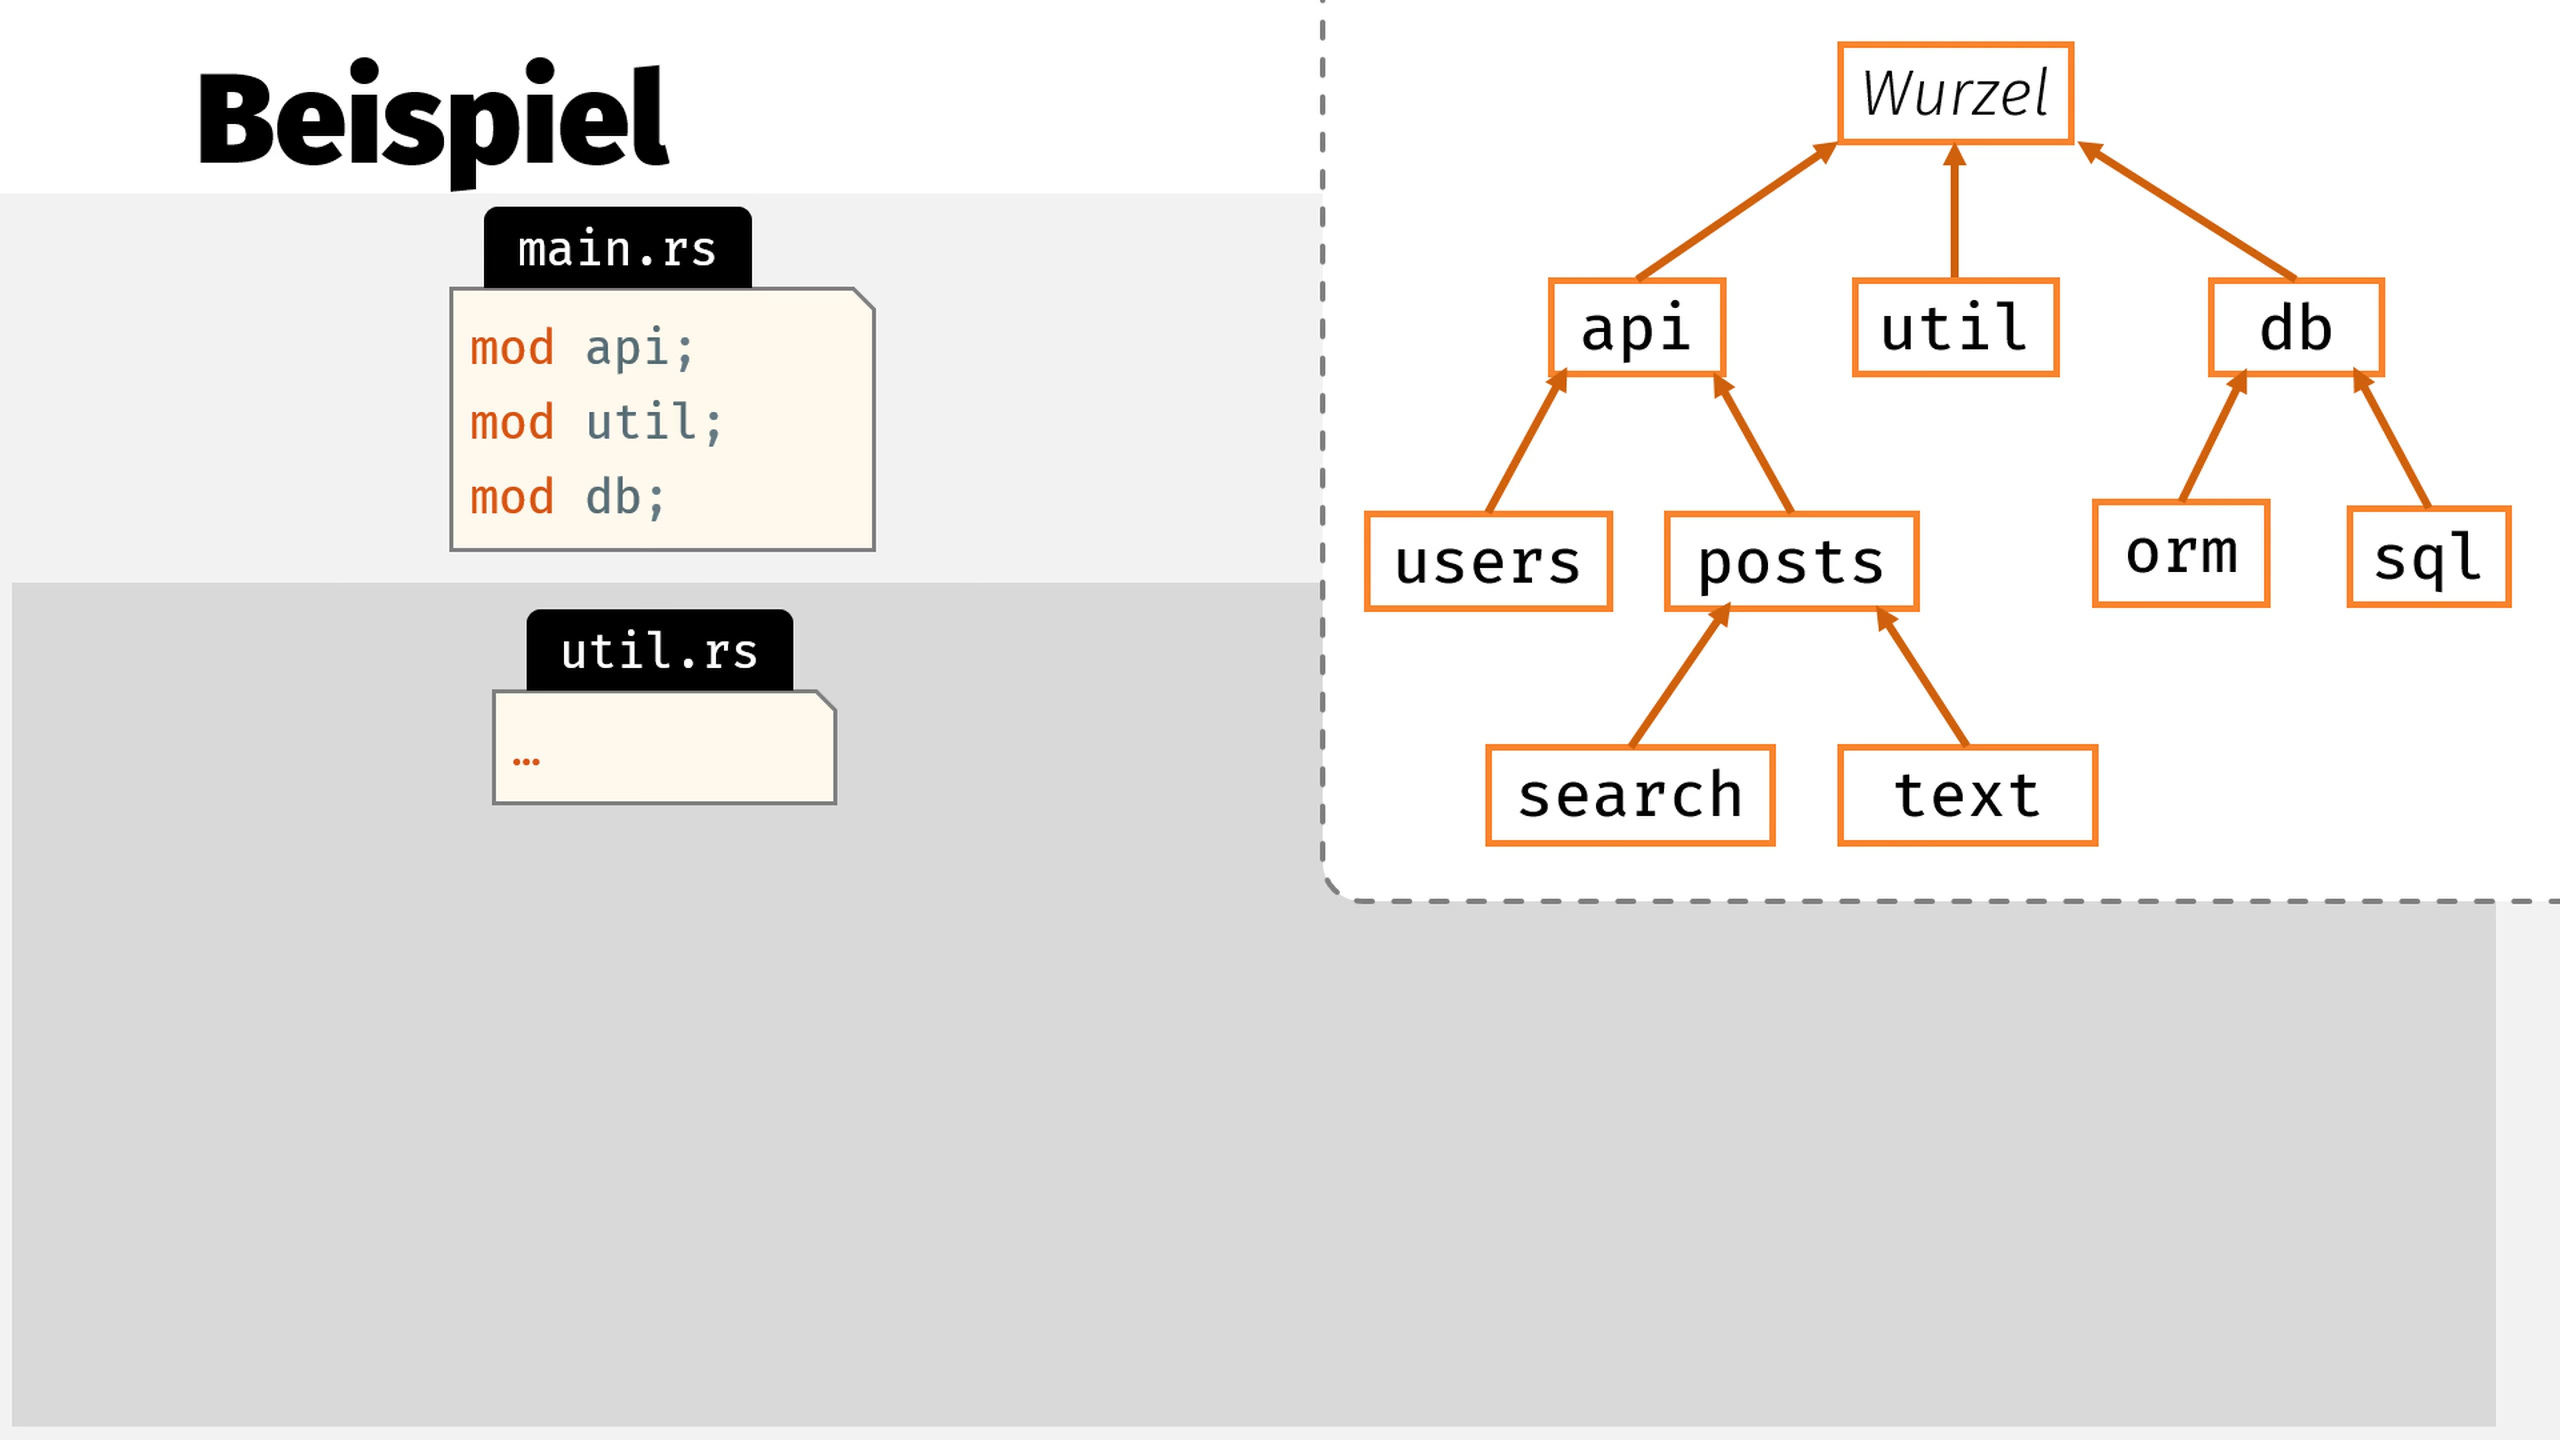 Beispiel
main.rs
mod api;
mod util;
mod db;
util.rs
…
Wurzel
api
util
db
users
posts
orm
sql
search
text